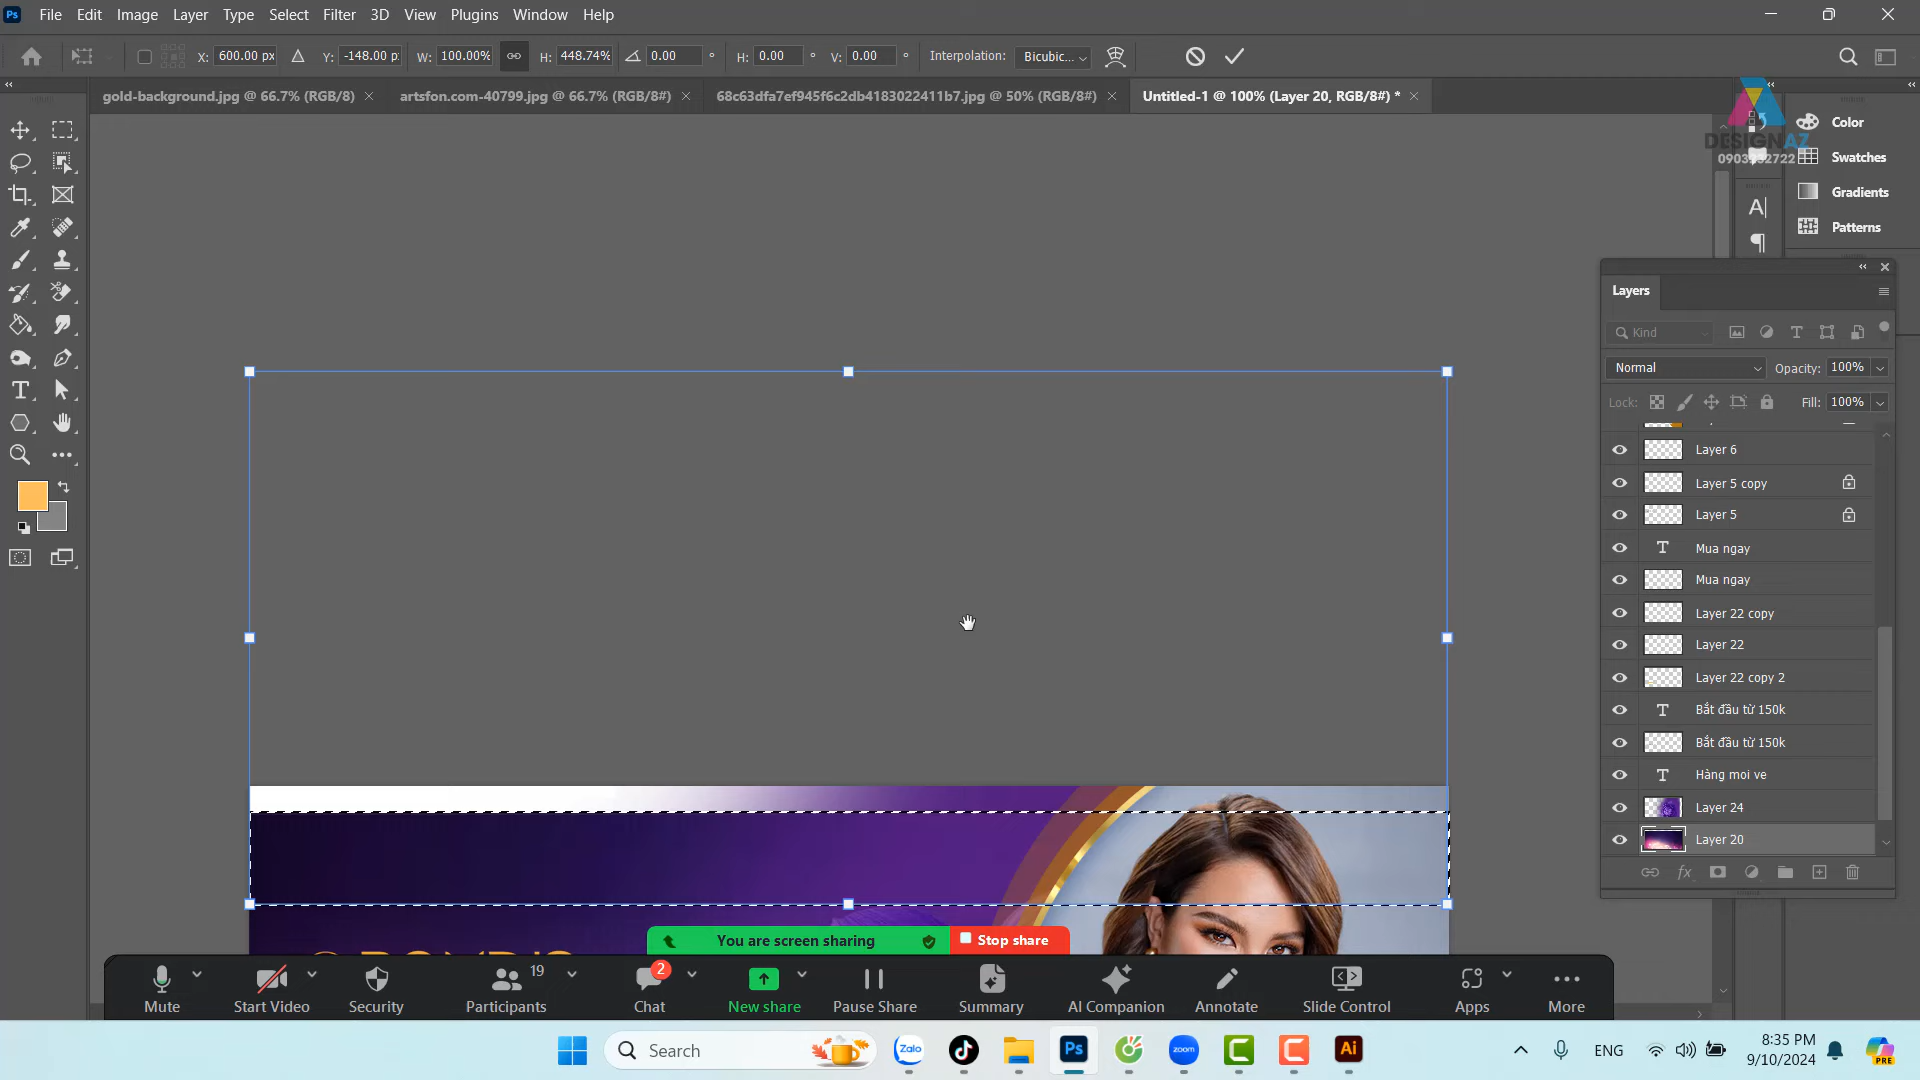 Ps File Edit Image Layer Type Select Filter 3D View Plugins Window Help
X: 600.00 px Y: -148.00 p: W: 100.00% H: 448.74% 0.00 ° H: 0.00 ° V: 0.00 ° Interpolation: Bicubic...
gold-background.jpg @ 66.7% (RGB/8) artsfon.com-40799.jpg @ 66.7% (RGB/8#) 68c63dfa7ef945f6c2db4183022411b7.jpg @ 50% (RGB/8#) Untitled-1 @ 100% (Layer 20, RGB/8#) *
DESIGNAZ
Color
Swatches
Gradients
Patterns
Layers
Kind
Normal Opacity: 100%
Lock: Fill: 100%
Layer 6
Layer 5 copy
Layer 5
Mua ngay
Mua ngay
Layer 22 copy
Layer 22
Layer 22 copy 2
Bắt đầu từ 150k
Bắt đầu từ 150k
Hàng moi ve
Layer 24
Layer 20
fx
You are screen sharing Stop share
Mute Start Video Security Participants 19 Chat 2 New share Pause Share Summary AI Companion Annotate Slide Control Apps More
Search Zalo Ps zoom Ai ENG 8:35 PM
9/10/2024
PRE